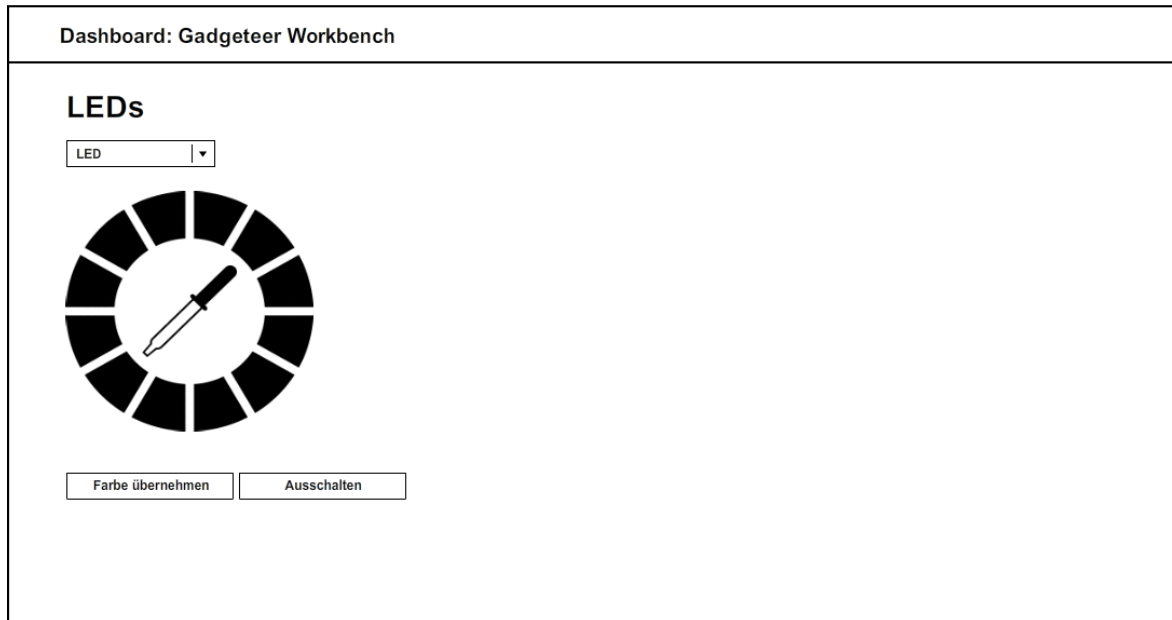 Dashboard: Gadgeteer Workbench
LEDs
LED
Farbe übernehmen
Ausschalten